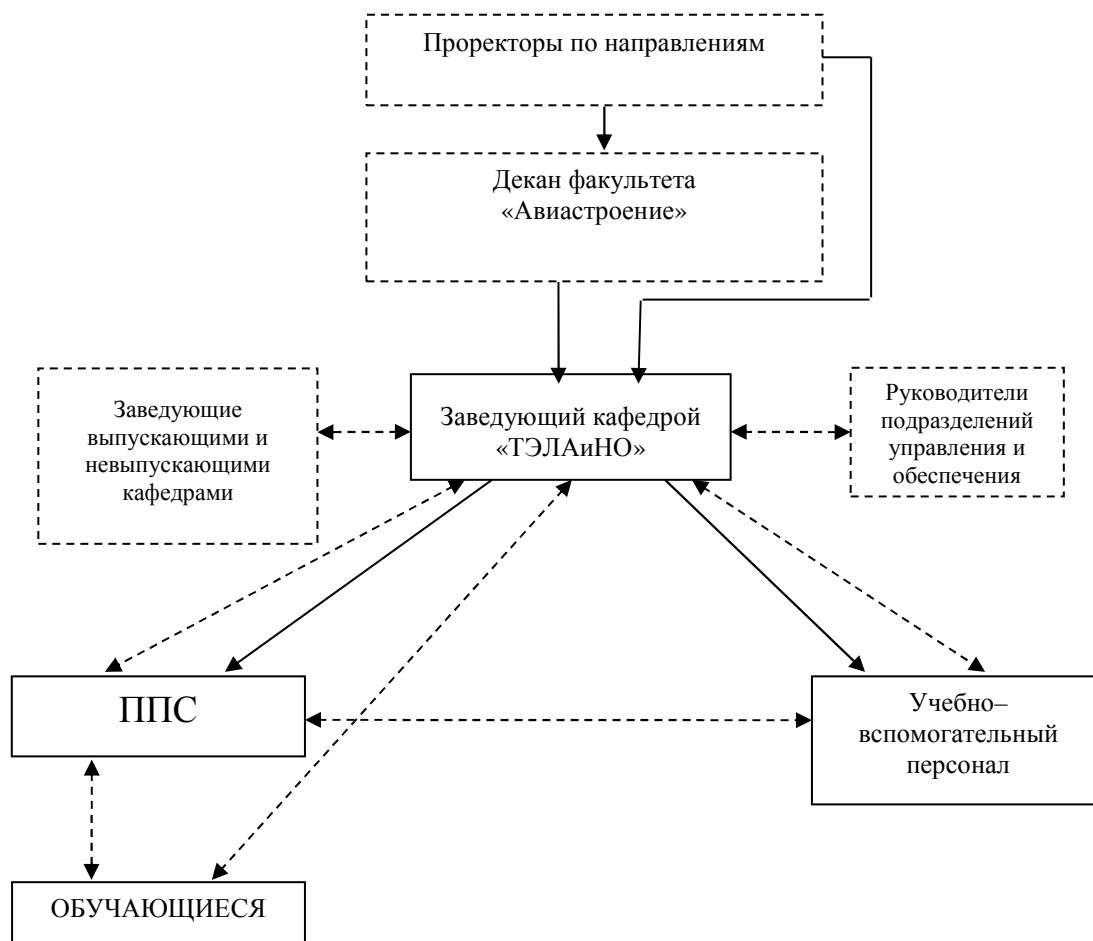 Проректоры по направлениям
Декан факультета
«Авиастроение»
Заведующие
выпускающими и
невыпускающими
кафедрами
Заведующий кафедрой
«ТЭЛАиНО»
Руководители
подразделений
управления и
обеспечения
ППС
Учебно–
вспомогательный
персонал
ОБУЧАЮЩИЕСЯ